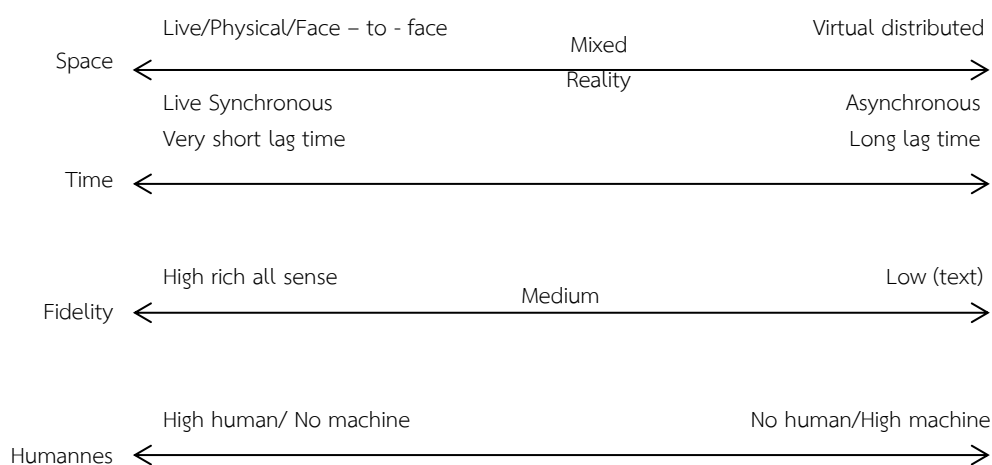 Live/Physical/Face – to - face
Mixed
Virtual distributed
Space
Reality
Live Synchronous
Asynchronous
Very short lag time
Long lag time
Time
High rich all sense
Medium
Low (text)
Fidelity
High human/ No machine
No human/High machine
Humannes